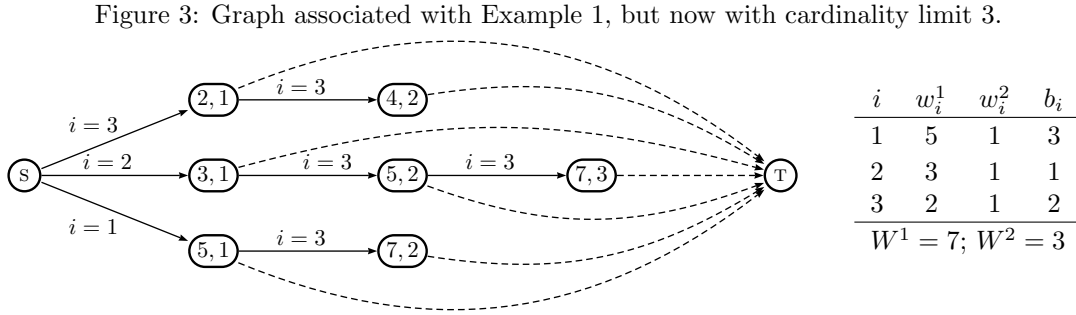 Figure 3: Graph associated with Example 1, but now with cardinality limit 3.
2, 1
i = 3
4, 2
i = 3
S
i = 2
3, 1
i = 3
5, 2
i = 3
7, 3
T
i = 1
5, 1
i = 3
7, 2
i w_i^1 w_i^2 b_i
1 5 1 3
2 3 1 1
3 2 1 2
W^1 = 7; W^2 = 3